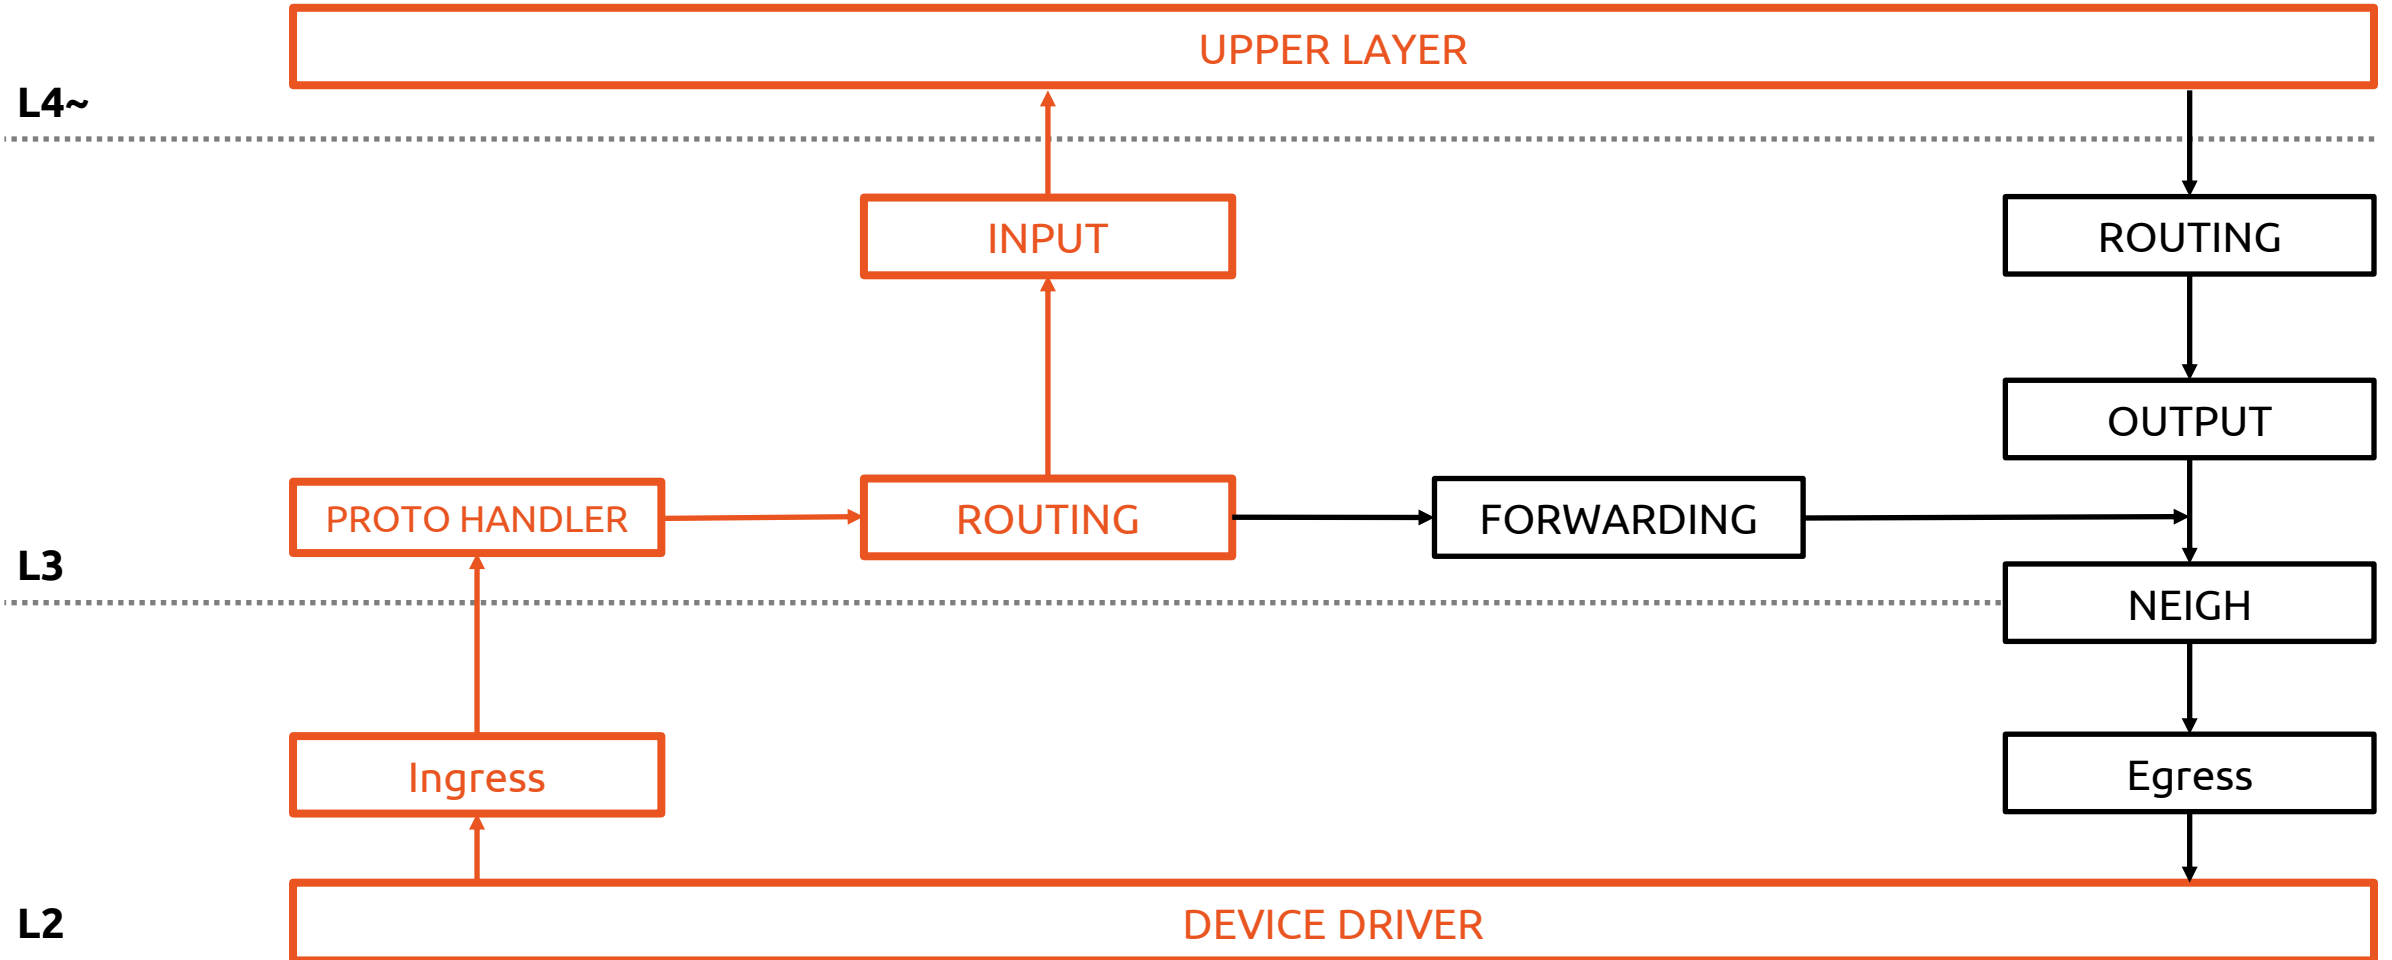 UPPER LAYER
L4~
INPUT
ROUTING
OUTPUT
PROTO HANDLER
ROUTING
FORWARDING
L3
NEIGH
Ingress
Egress
L2
DEVICE DRIVER